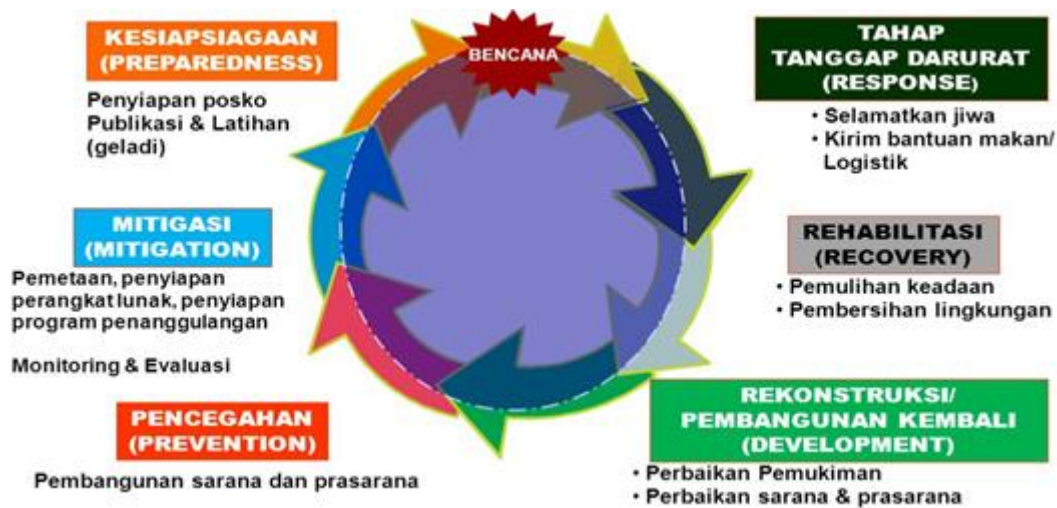 KESIAPSIAGAAN
(PREPAREDNESS)
Penyiapan posko
Publikasi & Latihan
(geladi)
BENCANA
TAHAP
TANGGAP DARURAT
(RESPONSE)
• Selamatkan jiwa
• Kirim bantuan makan/
Logistik
MITIGASI
(MITIGATION)
Pemetaan, penyiapan
perangkat lunak, penyiapan
program penanggulangan
Monitoring & Evaluasi
REHABILITASI
(RECOVERY)
• Pemulihan keadaan
• Pembersihan lingkungan
PENCEGAHAN
(PREVENTION)
Pembangunan sarana dan prasarana
REKONSTRUKSI/
PEMBANGUNAN KEMBALI
(DEVELOPMENT)
• Perbaikan Pemukiman
• Perbaikan sarana & prasarana